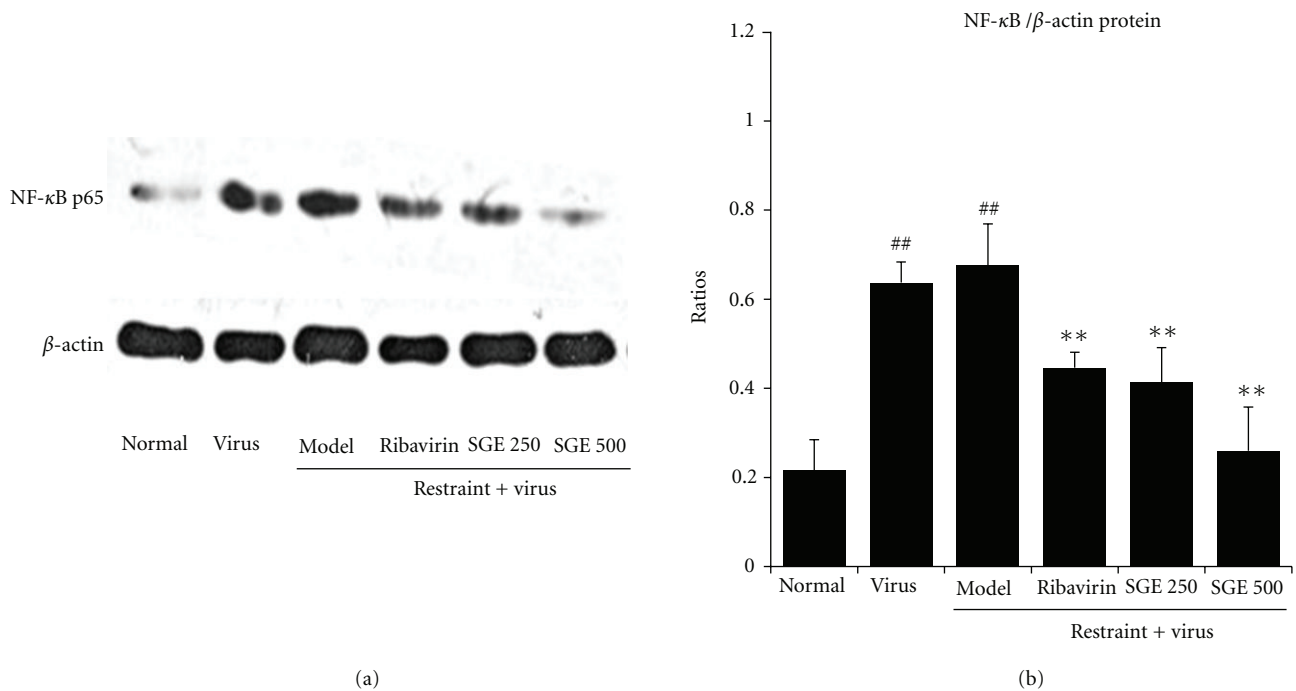 NF-κB p65
β-actin
Normal Virus Model Ribavirin SGE 250 SGE 500
Restraint + virus
(a)
NF-κB /β-actin protein
1.2
1
0.8
0.6
0.4
0.2
0
Ratios
##
##
**
**
**
Normal Virus Model Ribavirin SGE 250 SGE 500
Restraint + virus
(b)